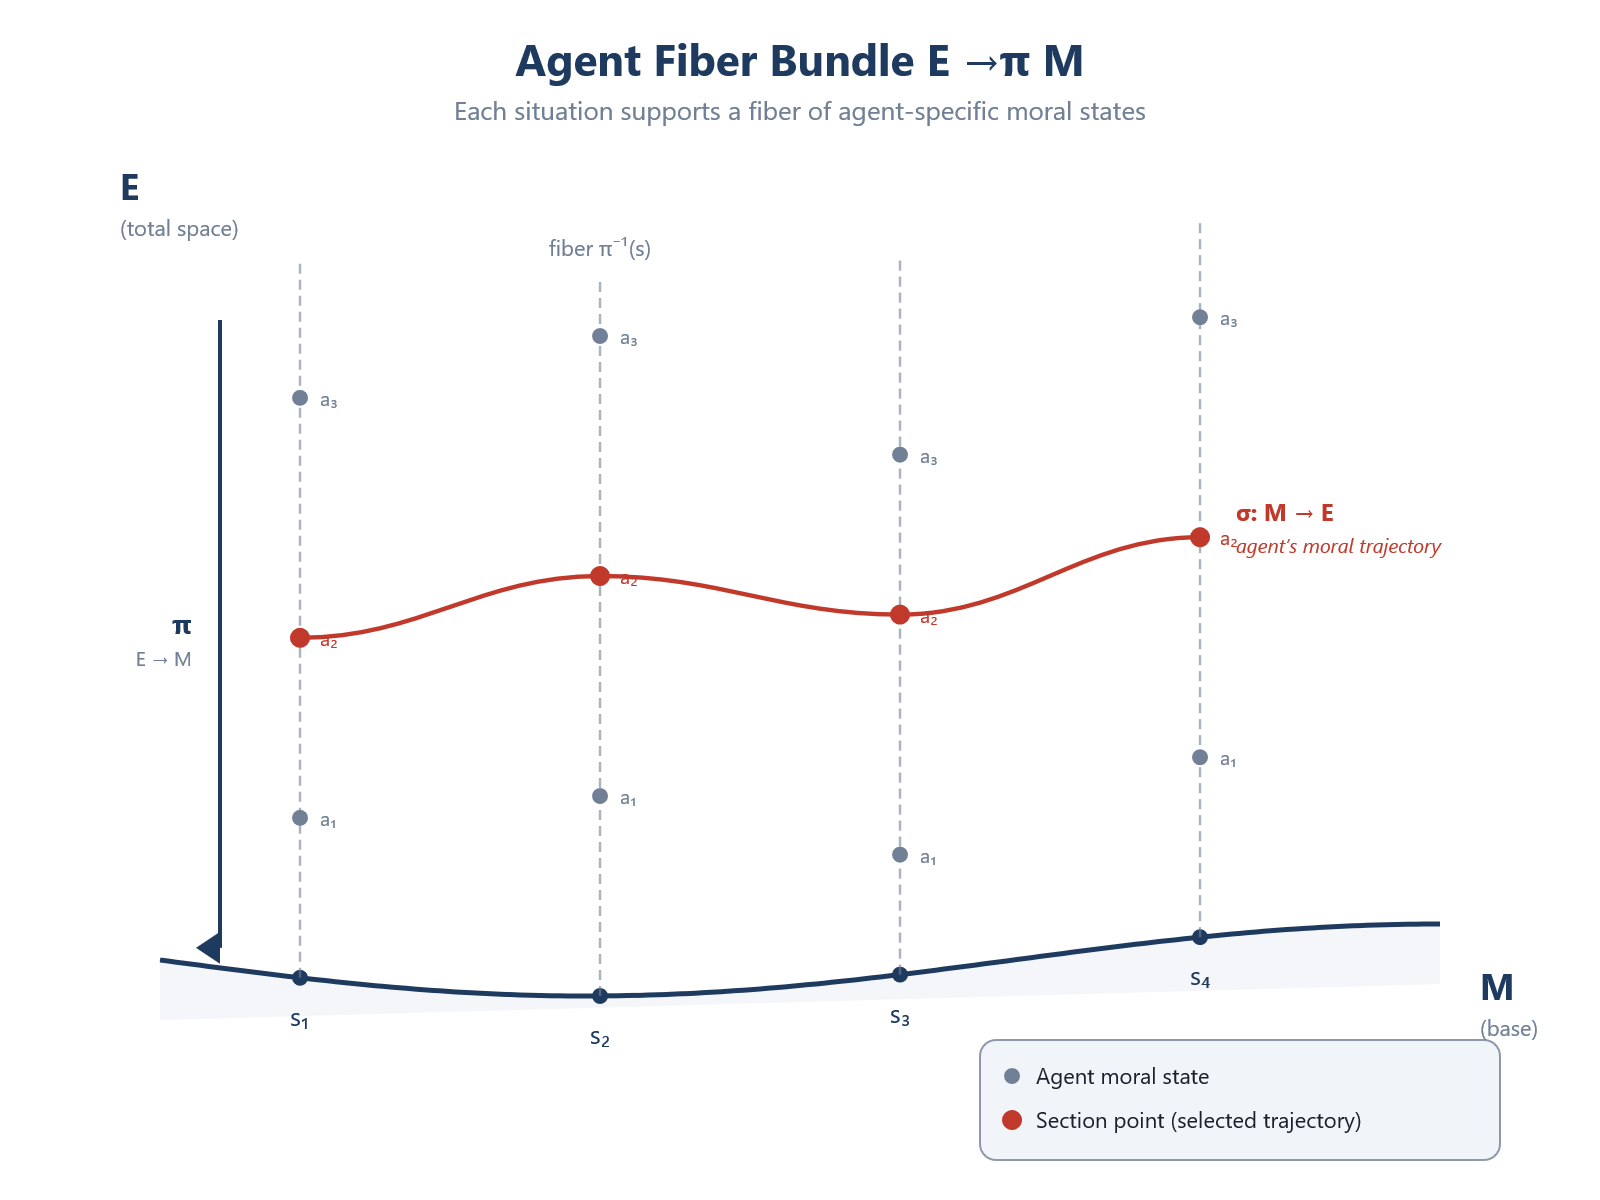 Agent Fiber Bundle E →π M
Each situation supports a fiber of agent-specific moral states
E
(total space)
fiber π⁻¹(s)
a₃
a₃
a₃
a₃
σ: M → E
a₂
agent's moral trajectory
a₂
a₂
a₂
π
E → M
a₁
a₁
a₁
a₁
s₁
s₂
s₃
s₄
M
(base)
Agent moral state
Section point (selected trajectory)